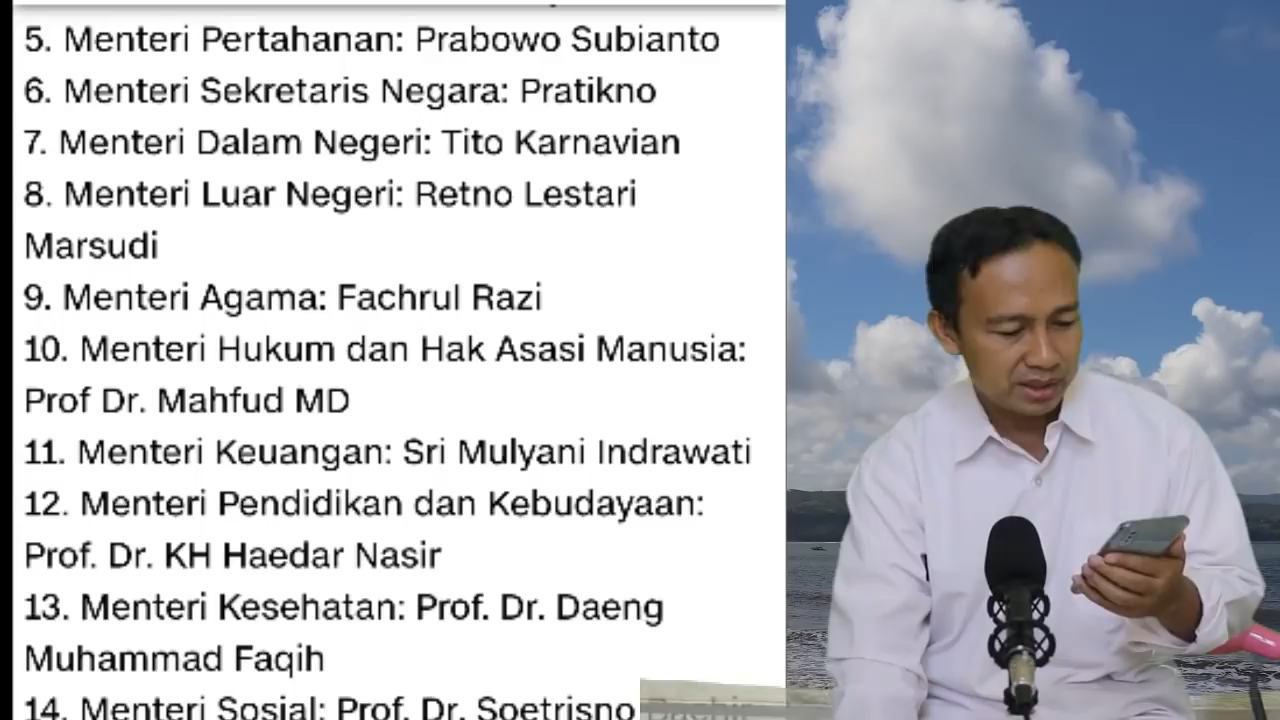 5. Menteri Pertahanan: Prabowo Subianto
6. Menteri Sekretaris Negara: Pratikno
7. Menteri Dalam Negeri: Tito Karnavian
8. Menteri Luar Negeri: Retno Lestari
Marsudi
9. Menteri Agama: Fachrul Razi
10. Menteri Hukum dan Hak Asasi Manusia:
Prof Dr. Mahfud MD
11. Menteri Keuangan: Sri Mulyani Indrawati
12. Menteri Pendidikan dan Kebudayaan:
Prof. Dr. KH Haedar Nasir
13. Menteri Kesehatan: Prof. Dr. Daeng
Muhammad Faqih
14. Menteri Sosial: Prof. Dr. Soetrisno